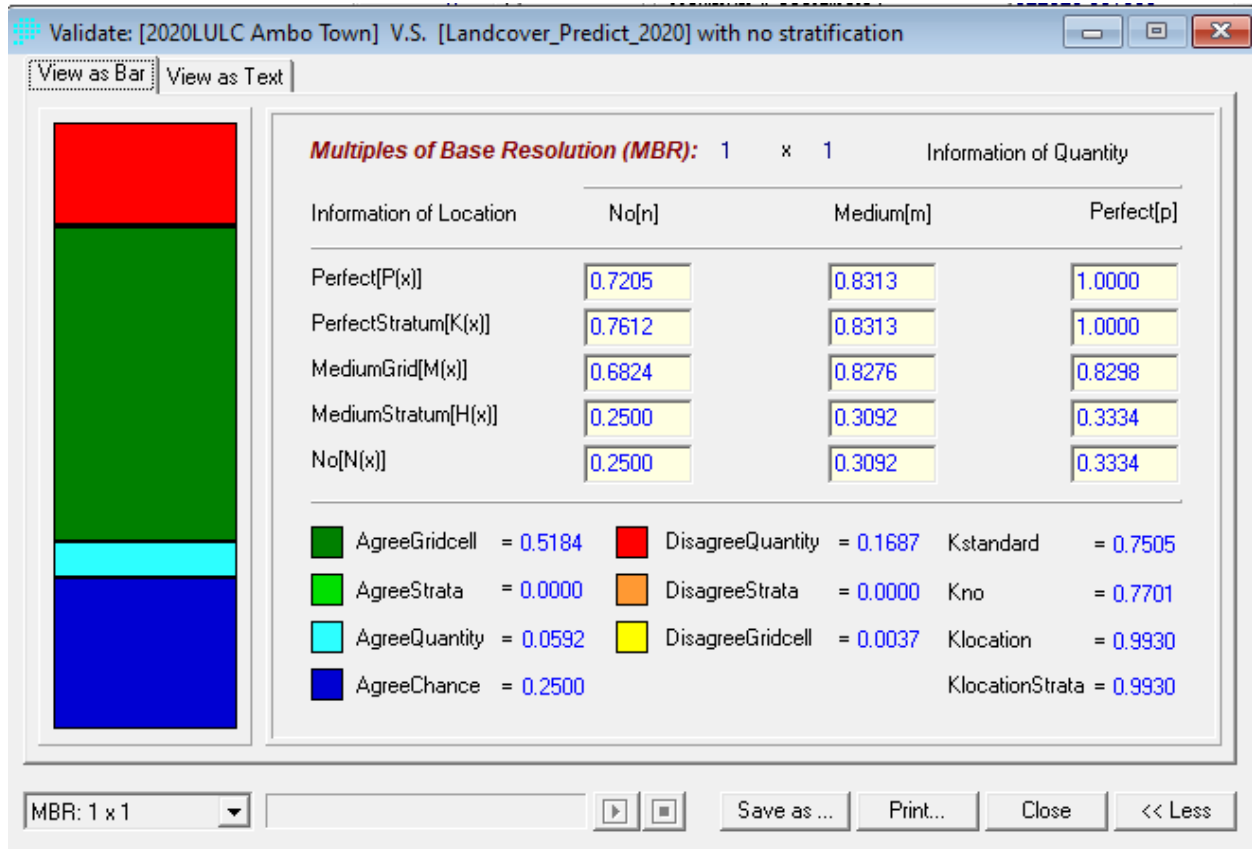 Validate: [2020LULC Ambo Town] V.S. [Landcover_Predict_2020] with no stratification
View as Bar View as Text
Multiples of Base Resolution (MBR): 1 x 1 Information of Quantity
Information of Location No[n] Medium[m] Perfect[p]
Perfect[P(x)] 0.7205 0.8313 1.0000
PerfectStratum[K(x)] 0.7612 0.8313 1.0000
MediumGrid[M(x)] 0.6824 0.8276 0.8298
MediumStratum[H(x)] 0.2500 0.3092 0.3334
No[N(x)] 0.2500 0.3092 0.3334
AgreeGridcell = 0.5184 DisagreeQuantity = 0.1687 Kstandard = 0.7505
AgreeStrata = 0.0000 DisagreeStrata = 0.0000 Kno = 0.7701
AgreeQuantity = 0.0592 DisagreeGridcell = 0.0037 Klocation = 0.9930
AgreeChance = 0.2500 KlocationStrata = 0.9930
MBR: 1 x 1 Save as ... Print... Close << Less